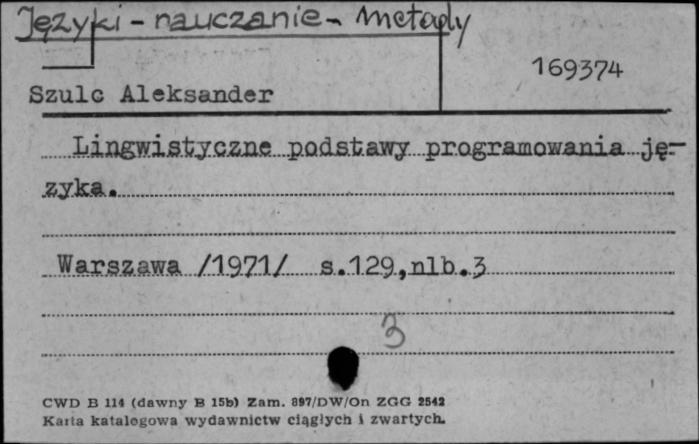 Języki - nauczanie - metody
169374
Szulc Aleksander
Lingwistyczne podstawy programowania ję-
zyka.
Warszawa /1971/ s.129,nlb.3
3
CWD B 114 (dawny B 15b) Zam. 897/DW/On ZGG 2542
Karta katalogowa wydawnictw ciągłych i zwartych.